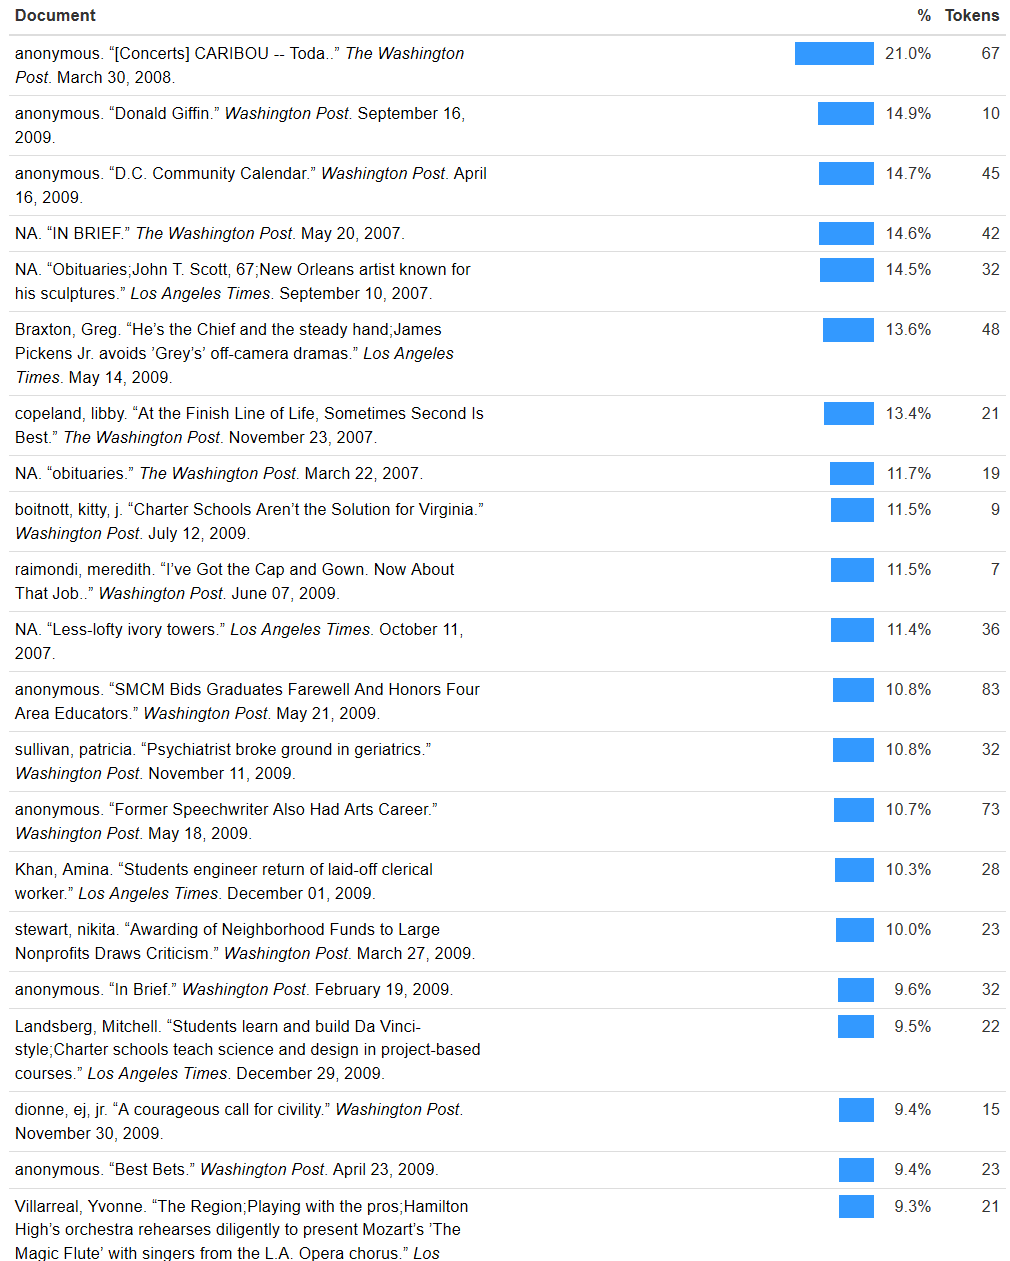 Document % Tokens
anonymous. “[Concerts] CARIBOU -- Toda..” The Washington 21.0% 67
Post. March 30, 2008.
anonymous. “Donald Giffin.” Washington Post. September 16, 14.9% 10
2009.
anonymous. “D.C. Community Calendar.” Washington Post. April 14.7% 45
16, 2009.
NA. “IN BRIEF.” The Washington Post. May 20, 2007. 14.6% 42
NA. “Obituaries;John T. Scott, 67;New Orleans artist known for 14.5% 32
his sculptures.” Los Angeles Times. September 10, 2007.
Braxton, Greg. “He’s the Chief and the steady hand;James 13.6% 48
Pickens Jr. avoids ’Grey’s’ off-camera dramas.” Los Angeles
Times. May 14, 2009.
copeland, libby. “At the Finish Line of Life, Sometimes Second Is 13.4% 21
Best.” The Washington Post. November 23, 2007.
NA. “obituaries.” The Washington Post. March 22, 2007. 11.7% 19
boitnott, kitty, j. “Charter Schools Aren’t the Solution for Virginia.” 11.5% 9
Washington Post. July 12, 2009.
raimondi, meredith. “I’ve Got the Cap and Gown. Now About 11.5% 7
That Job..” Washington Post. June 07, 2009.
NA. “Less-lofty ivory towers.” Los Angeles Times. October 11, 11.4% 36
2007.
anonymous. “SMCM Bids Graduates Farewell And Honors Four 10.8% 83
Area Educators.” Washington Post. May 21, 2009.
sullivan, patricia. “Psychiatrist broke ground in geriatrics.” 10.8% 32
Washington Post. November 11, 2009.
anonymous. “Former Speechwriter Also Had Arts Career.” 10.7% 73
Washington Post. May 18, 2009.
Khan, Amina. “Students engineer return of laid-off clerical 10.3% 28
worker.” Los Angeles Times. December 01, 2009.
stewart, nikita. “Awarding of Neighborhood Funds to Large 10.0% 23
Nonprofits Draws Criticism.” Washington Post. March 27, 2009.
anonymous. “In Brief.” Washington Post. February 19, 2009. 9.6% 32
Landsberg, Mitchell. “Students learn and build Da Vinci- 9.5% 22
style;Charter schools teach science and design in project-based
courses.” Los Angeles Times. December 29, 2009.
dionne, ej, jr. “A courageous call for civility.” Washington Post. 9.4% 15
November 30, 2009.
anonymous. “Best Bets.” Washington Post. April 23, 2009. 9.4% 23
Villarreal, Yvonne. “The Region;Playing with the pros;Hamilton 9.3% 21
High’s orchestra rehearses diligently to present Mozart’s ’The
Magic Flute’ with singers from the L.A. Opera chorus.” Los